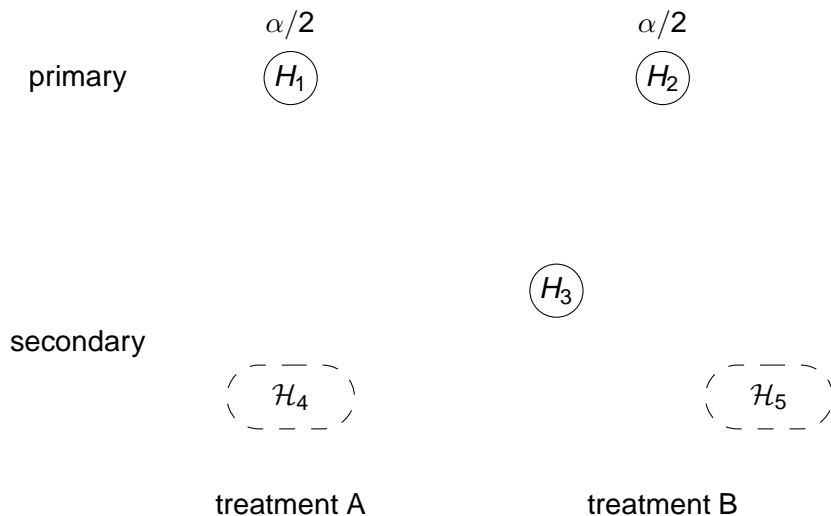 α/2 α/2
primary H₁ H₂
H₃
secondary
ℋ₄ ℋ₅
treatment A treatment B